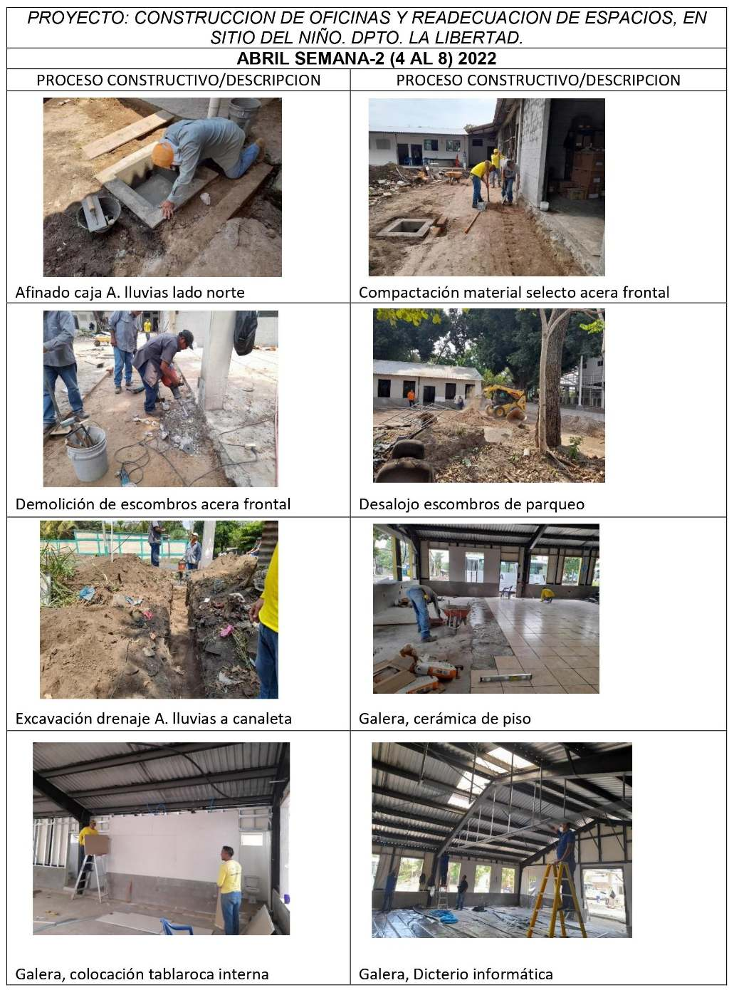 PROYECTO: CONSTRUCCION DE OFICINAS Y READECUACION DE ESPACIOS, EN
SITIO DEL NIÑO. DPTO. LA LIBERTAD.
ABRIL SEMANA-2 (4 AL 8) 2022
PROCESO CONSTRUCTIVO/DESCRIPCION
PROCESO CONSTRUCTIVO/DESCRIPCION
Afinado caja A. lluvias lado norte
Compactación material selecto acera frontal
Demolición de escombros acera frontal
Desalojo escombros de parqueo
Excavación drenaje A. lluvias a canaleta
Galera, cerámica de piso
Galera, colocación tablaroca interna
Galera, Dicterio informática